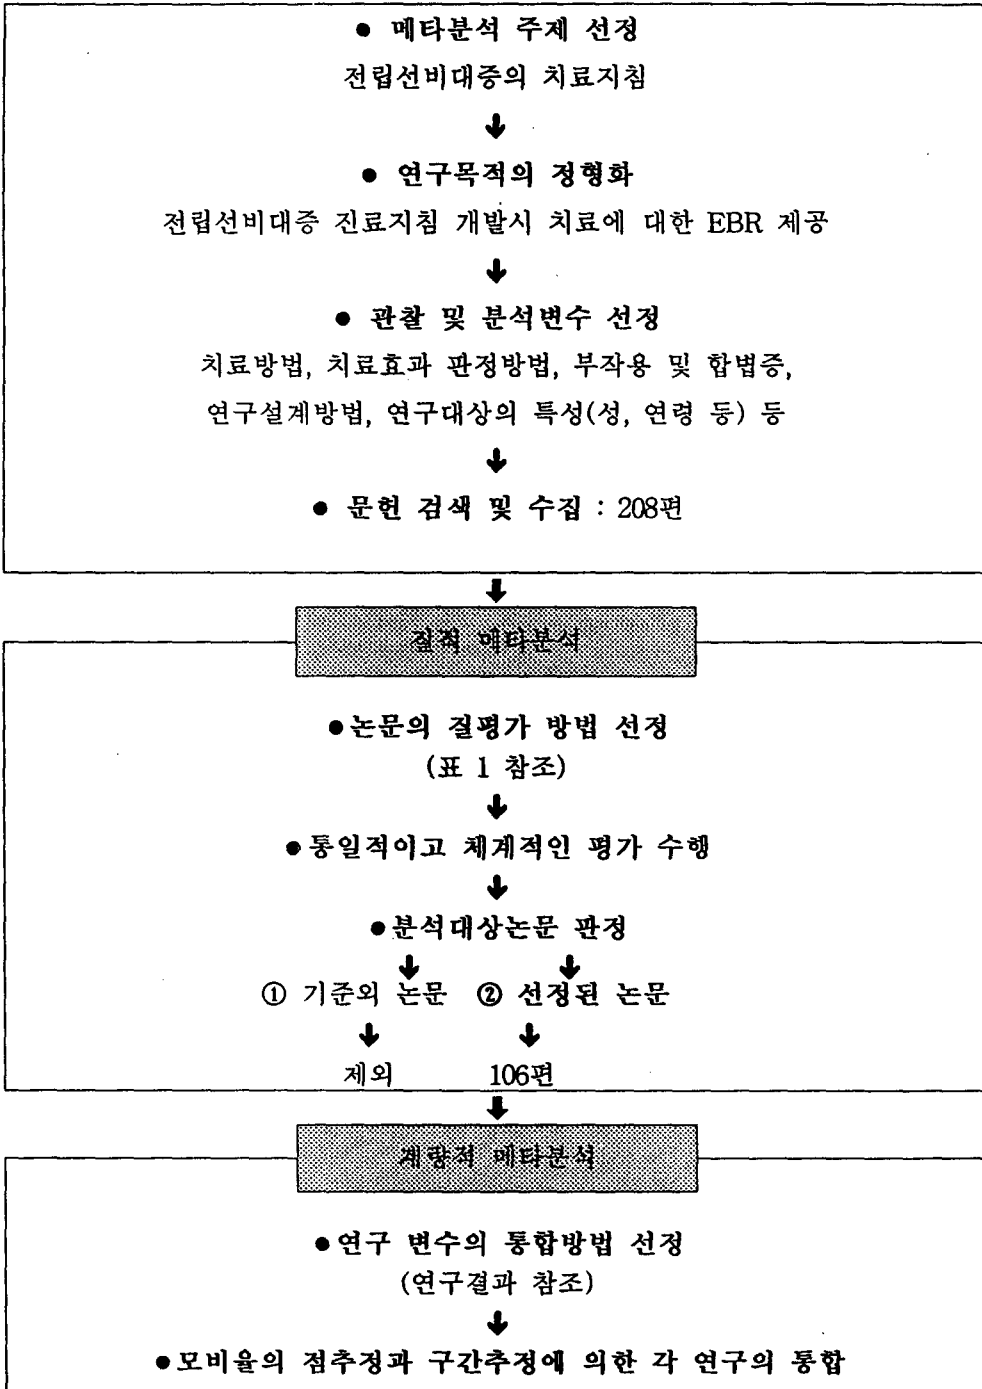 ● 메타분석 주제 선정
전립선비대증의 치료지침
● 연구목적의 정형화
전립선비대증 진료지침 개발시 치료에 대한 EBR 제공
● 관찰 및 분석변수 선정
치료방법, 치료효과 판정방법, 부작용 및 합병증,
연구설계방법, 연구대상의 특성(성, 연령 등) 등
● 문헌 검색 및 수집 : 208편
질적 메타분석
●논문의 질평가 방법 선정
(표 1 참조)
●통일적이고 체계적인 평가 수행
●분석대상논문 판정
① 기준외 논문 ② 선정된 논문
제외 106편
계량적 메타분석
●연구 변수의 통합방법 선정
(연구결과 참조)
●모비율의 점추정과 구간추정에 의한 각 연구의 통합